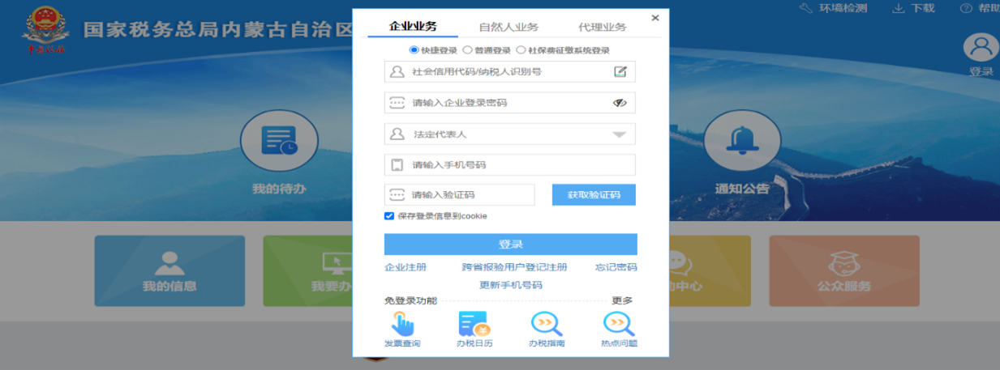 环境检测 下载 帮助
国家税务总局内蒙古自治区
登录
企业业务 自然人业务 代理业务
快捷登录 普通登录 社保费征缴系统登录
社会信用代码/纳税人识别号
请输入企业登录密码
法定代表人
请输入手机号码
请输入验证码 获取验证码
保存登录信息到cookie
登录
企业注册 跨省报验用户登记注册 忘记密码
更新手机号码
免登录功能 更多
发票查询 办税日历 办税指南 热点问题
我的待办 通知公告
我的信息 我要办 动中心 公众服务